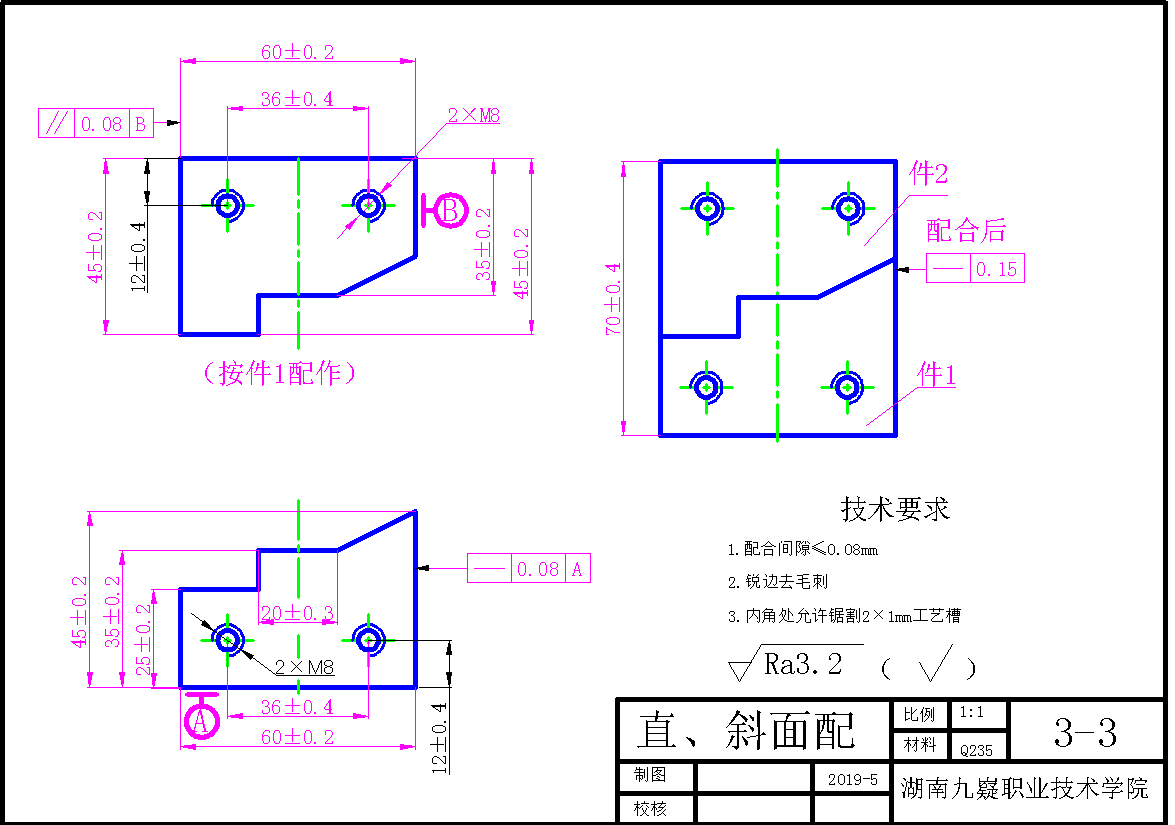 60±0.2
36±0.4
2×M8
// 0.08 B
B
45±0.2
12±0.4
35±0.2
45±0.2
（按件1配作）
件2
配合后
— 0.15
70±0.4
件1
45±0.2
35±0.2
25±0.2
20±0.3
2×M8
— 0.08 A
A
36±0.4
60±0.2
12±0.4
技术要求
1.配合间隙≤0.08mm
2.锐边去毛刺
3.内角处允许锯割2×1mm工艺槽
Ra3.2 (√)
直、斜面配
比例 1:1
材料 Q235
3-3
制图 2019-5
校核
湖南九嶷职业技术学院